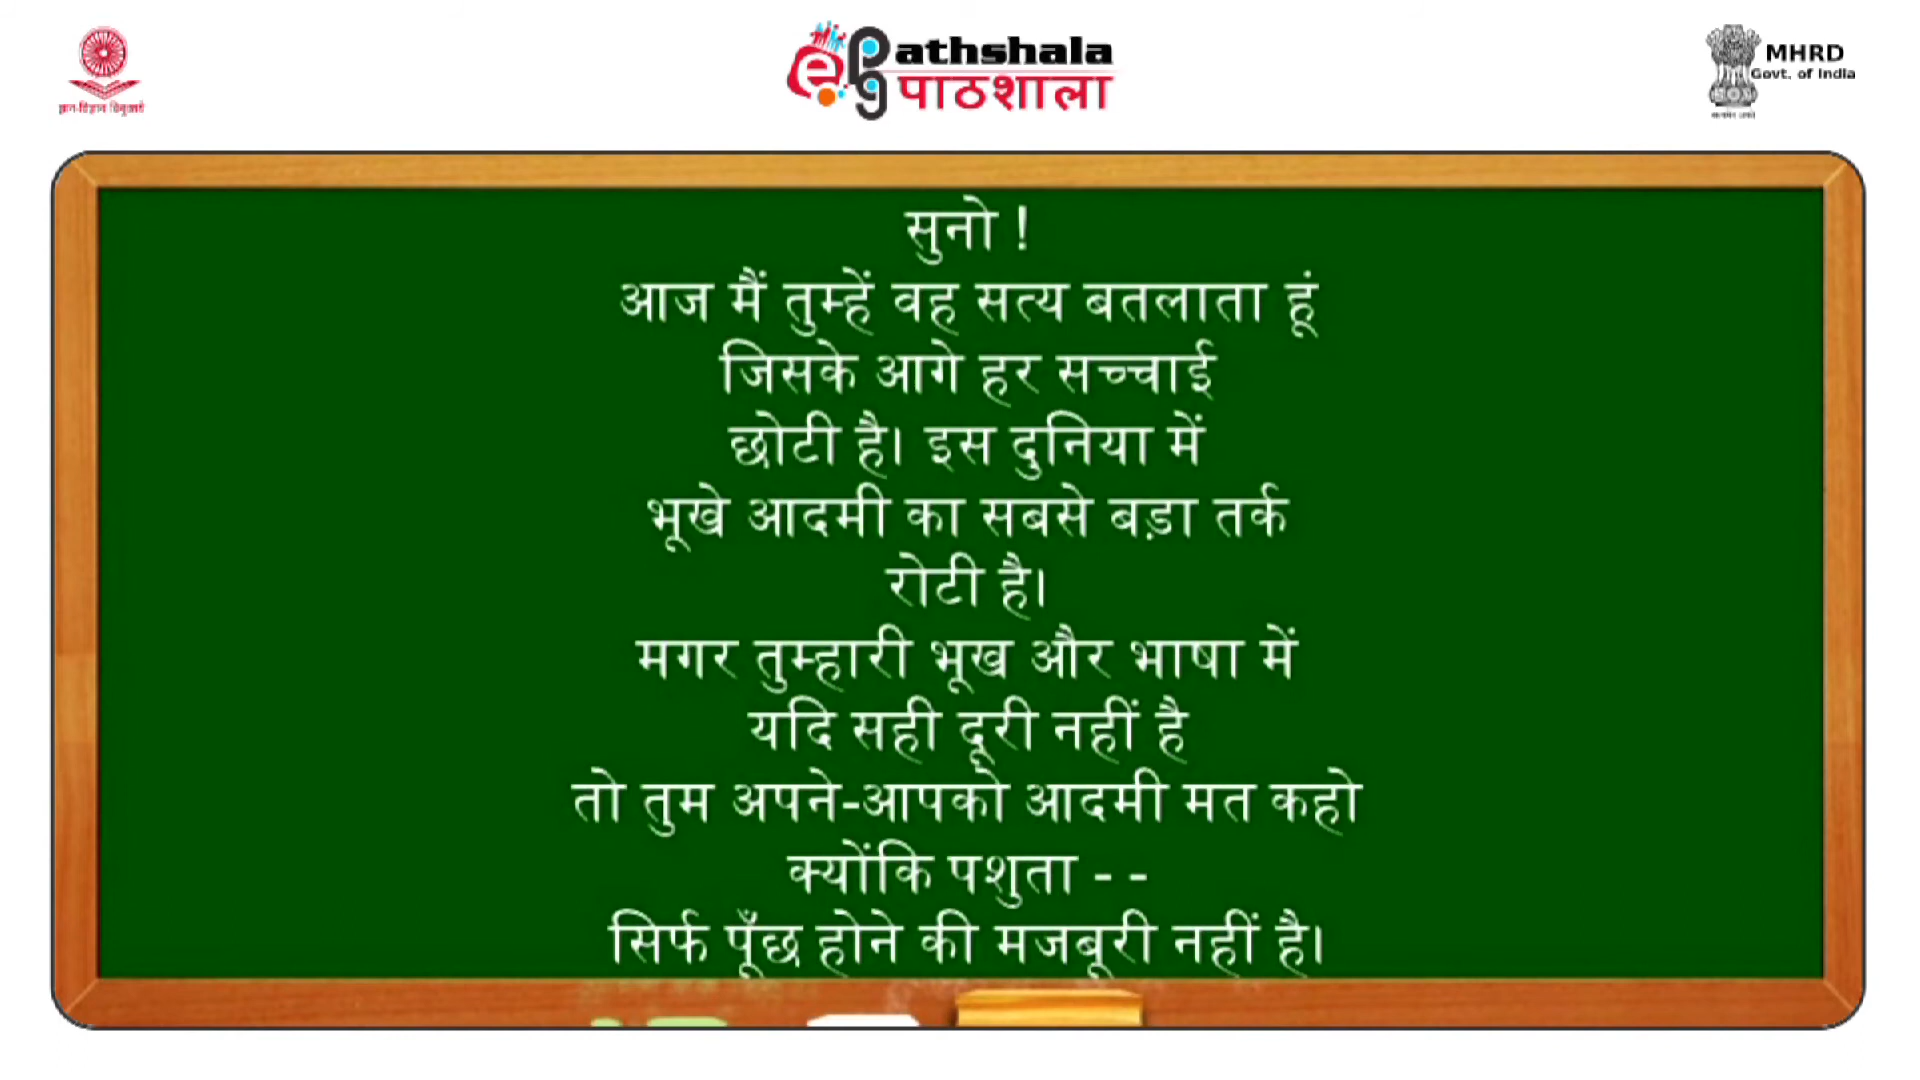 ePathshala
पाठशाला
MHRD
Govt. of India
सुनो !
आज मैं तुम्हें वह सत्य बतलाता हूं
जिसके आगे हर सच्चाई
छोटी है। इस दुनिया में
भूखे आदमी का सबसे बड़ा तर्क
रोटी है।
मगर तुम्हारी भूख और भाषा में
यदि सही दूरी नहीं है
तो तुम अपने-आपको आदमी मत कहो
क्योंकि पशुता - -
सिर्फ पूँछ होने की मजबूरी नहीं है।